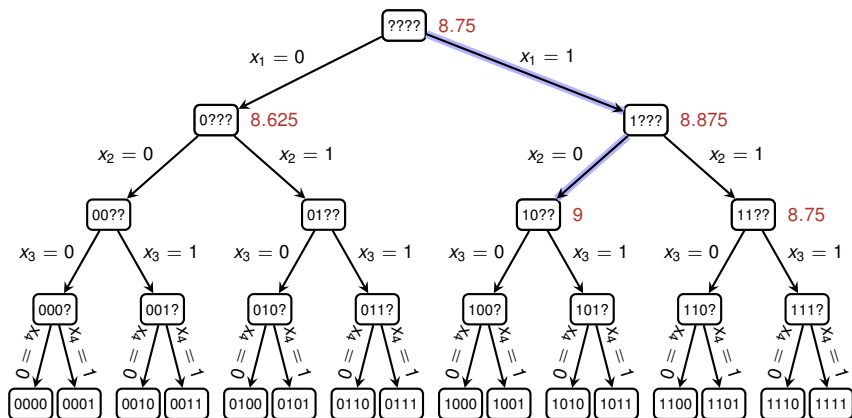 ???? 8.75
x₁ = 0 x₁ = 1
0??? 8.625 1??? 8.875
x₂ = 0 x₂ = 1 x₂ = 0 x₂ = 1
00?? 01?? 10?? 9 11?? 8.75
x₃ = 0 x₃ = 1 x₃ = 0 x₃ = 1 x₃ = 0 x₃ = 1 x₃ = 0 x₃ = 1
000? 001? 010? 011? 100? 101? 110? 111?
x₄ = 0 x₄ = 1 x₄ = 0 x₄ = 1 x₄ = 0 x₄ = 1 x₄ = 0 x₄ = 1 x₄ = 0 x₄ = 1 x₄ = 0 x₄ = 1 x₄ = 0 x₄ = 1 x₄ = 0 x₄ = 1
0000 0001 0010 0011 0100 0101 0110 0111 1000 1001 1010 1011 1100 1101 1110 1111